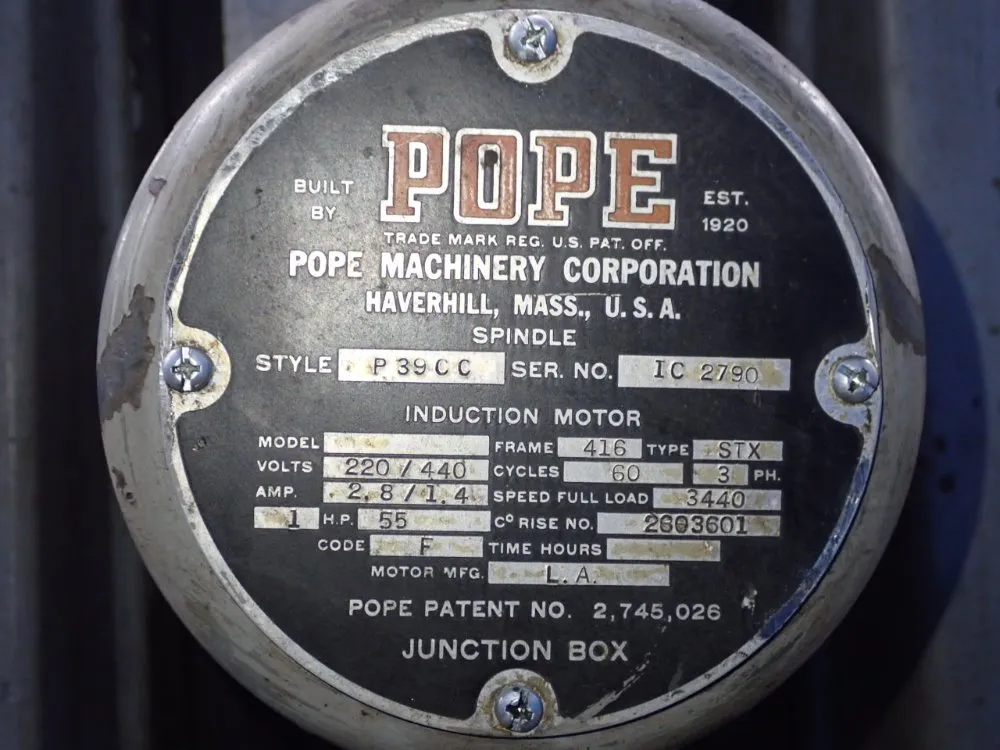 BUILT BY POPE EST. 1920
TRADE MARK REG. U.S. PAT. OFF.
POPE MACHINERY CORPORATION
HAVERHILL, MASS., U.S.A.
SPINDLE
STYLE P39CC SER. NO. IC 2790
INDUCTION MOTOR
MODEL FRAME 416 TYPE STX
VOLTS 220/440 CYCLES 60 3 PH.
AMP. 2.8/1.4 SPEED FULL LOAD 3440
1 H.P. 55 C° RISE NO. 2603601
CODE F TIME HOURS
MOTOR MFG. L.A.
POPE PATENT NO. 2,745,026
JUNCTION BOX